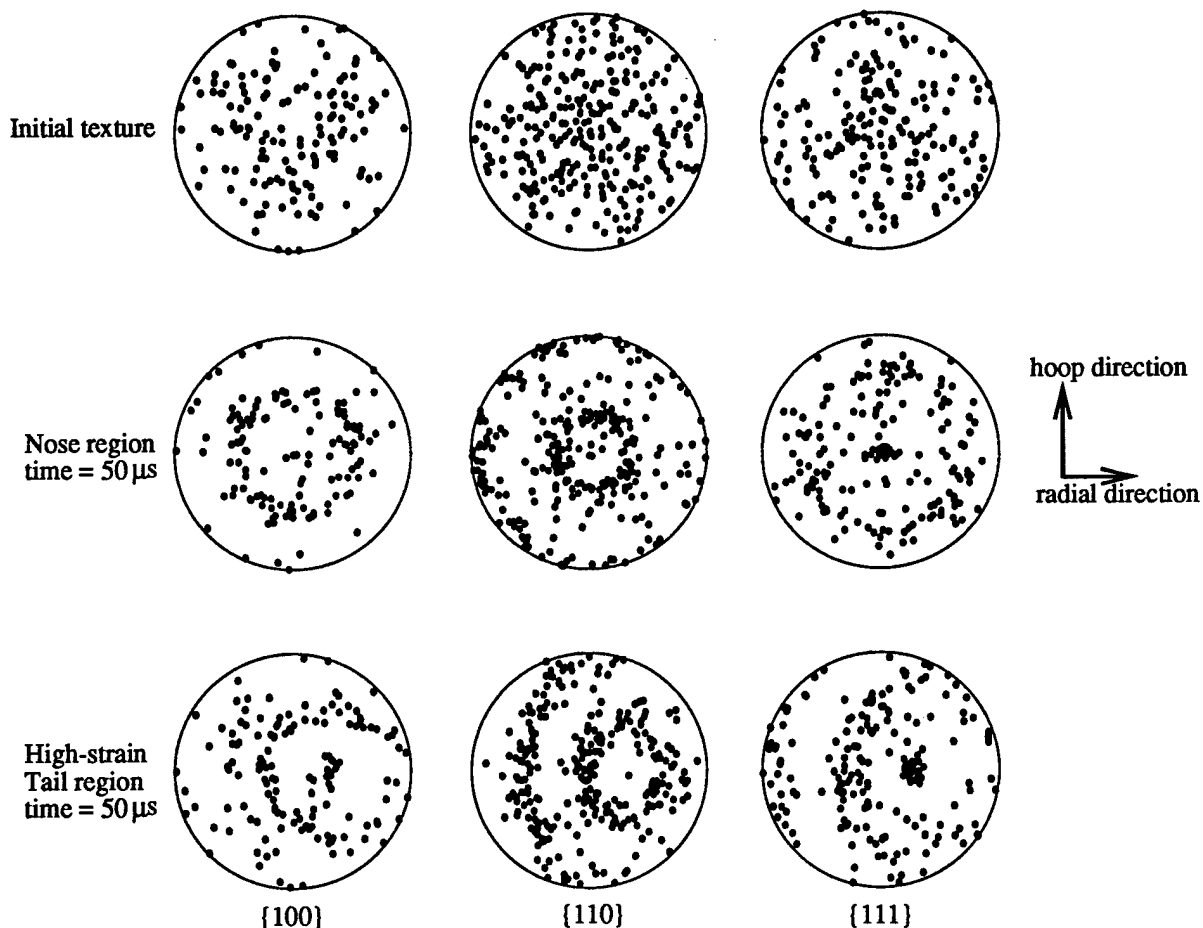 Initial texture
hoop direction
Nose region
time = 50 μs
radial direction
High-strain
Tail region
time = 50 μs
{100}
{110}
{111}